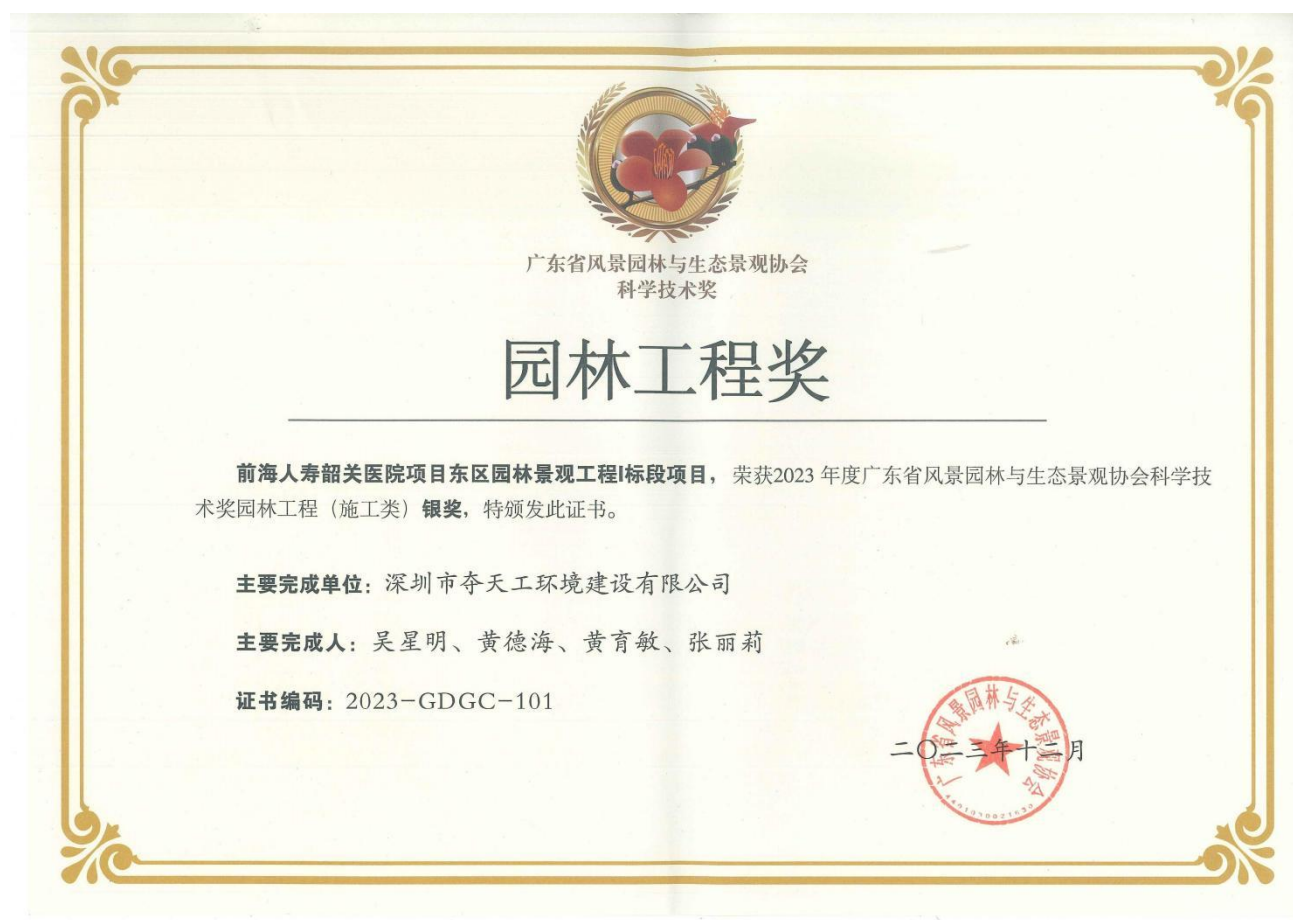 广东省风景园林与生态景观协会
科学技术奖
园林工程奖
前海人寿韶关医院项目东区园林景观工程I标段项目，荣获2023 年度广东省风景园林与生态景观协会科学技
术奖园林工程（施工类）银奖，特颁发此证书。
主要完成单位：深圳市夺天工环境建设有限公司
主要完成人：吴星明、黄德海、黄育敏、张丽莉
证书编码：2023-GDGC-101
广东省风景园林与生态景观协会
二〇二三年十二月